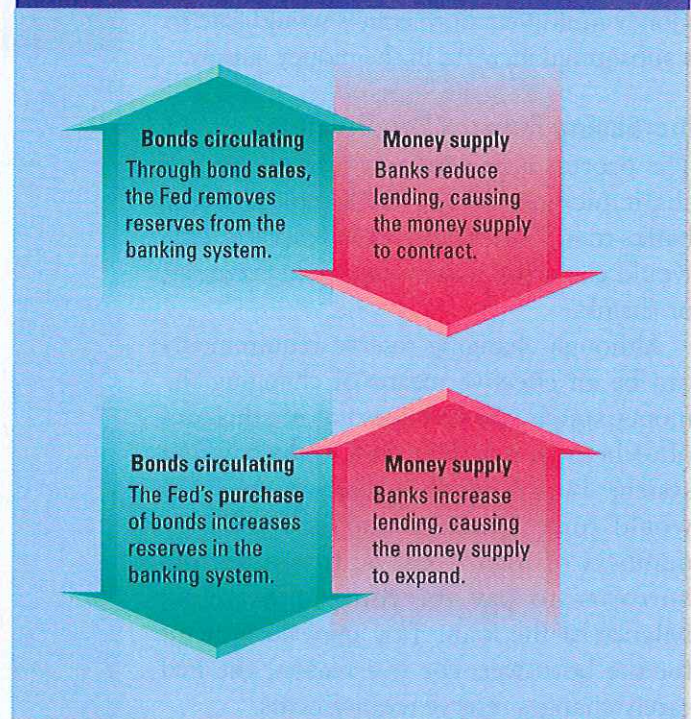 Bonds circulating
Through bond sales,
the Fed removes
reserves from the
banking system.
Money supply
Banks reduce
lending, causing
the money supply
to contract.
Bonds circulating
The Fed's purchase
of bonds increases
reserves in the
banking system.
Money supply
Banks increase
lending, causing
the money supply
to expand.